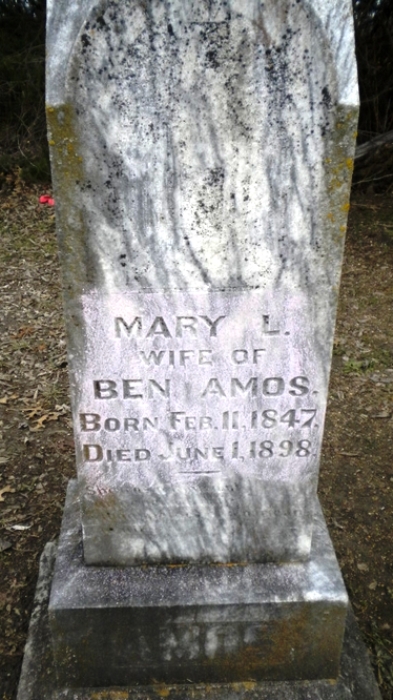 MARY L.
WIFE OF
BEN AMOS.
BORN FEB. 11, 1847.
DIED JUNE 1, 1898.